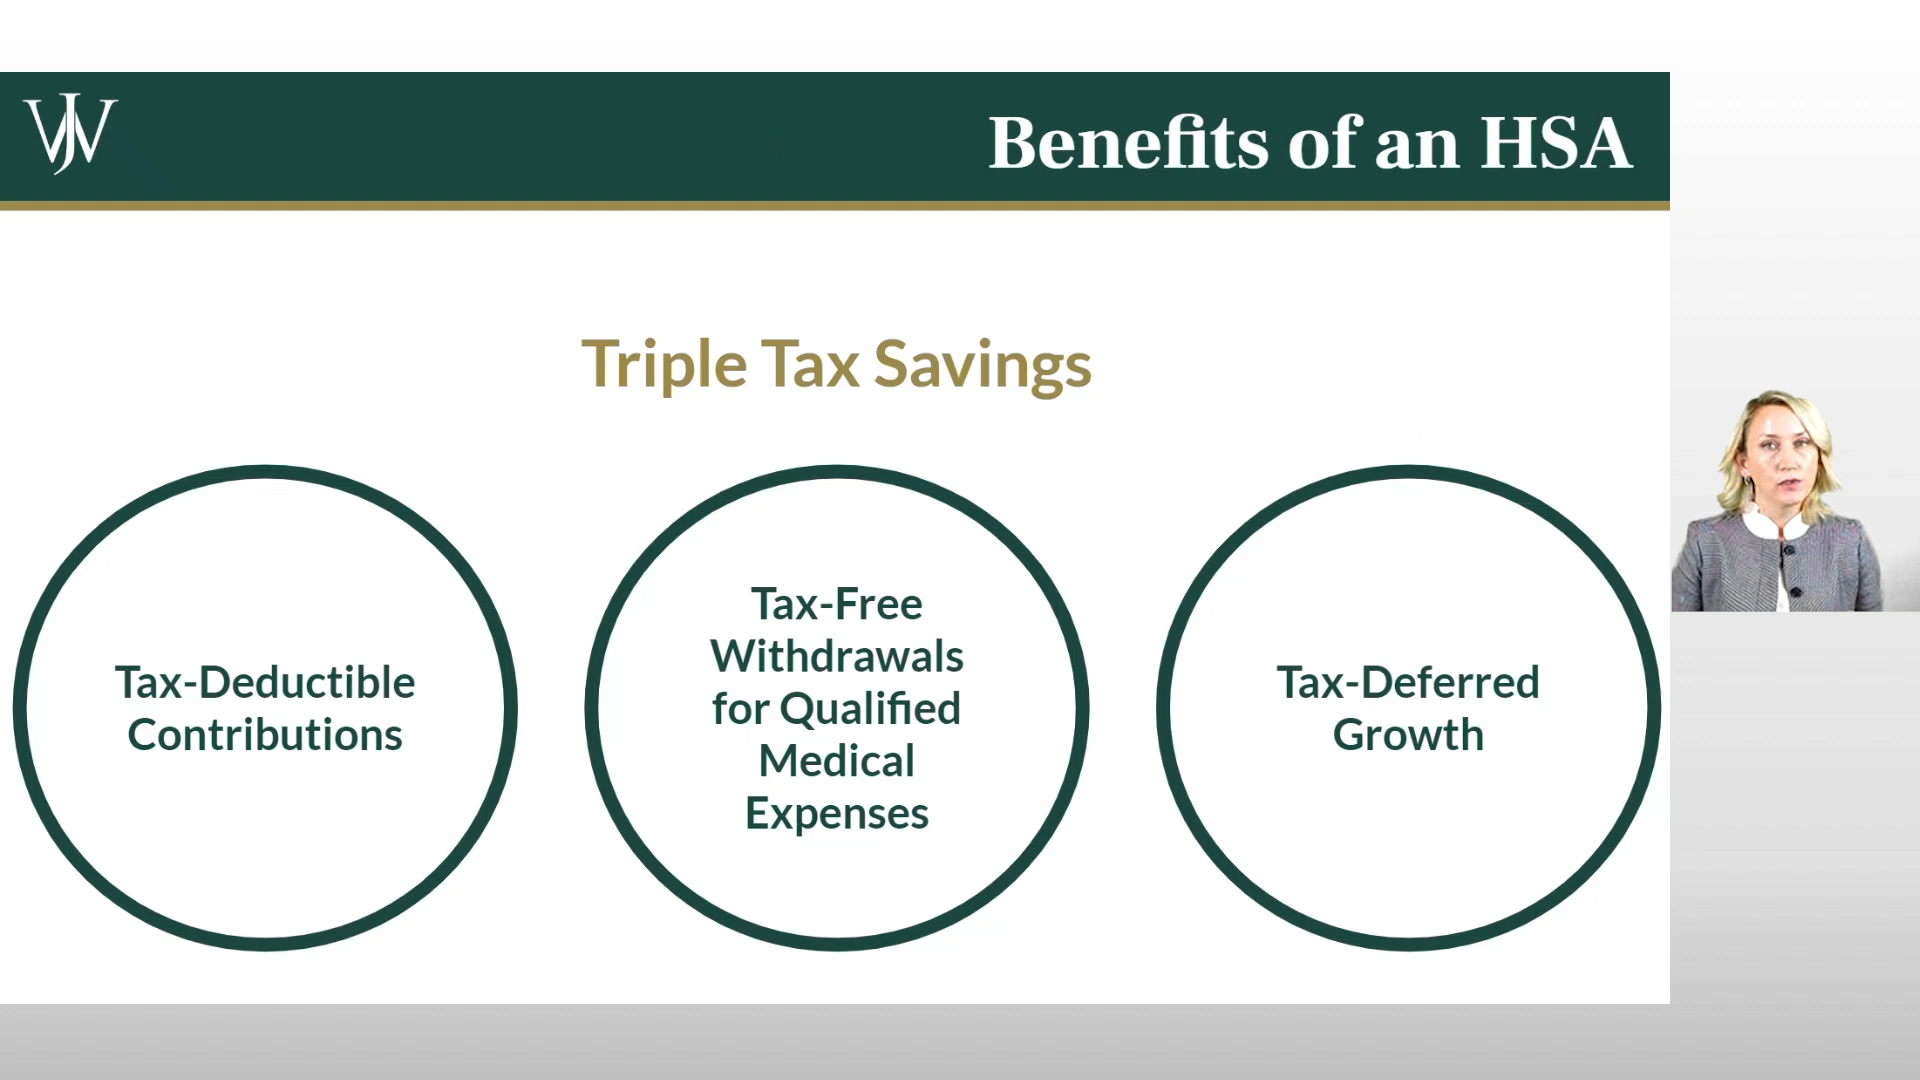 WJ
Benefits of an HSA
Triple Tax Savings
Tax-Deductible
Contributions
Tax-Free
Withdrawals
for Qualified
Medical
Expenses
Tax-Deferred
Growth